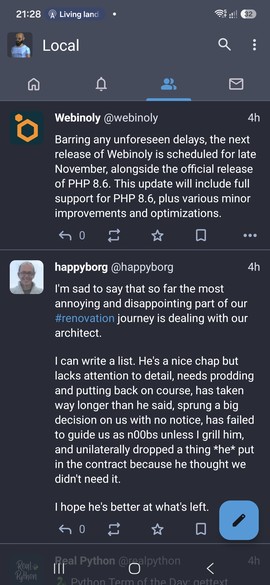 21:28 Living land 32
Local
Webinoly @webinoly 4h
Barring any unforeseen delays, the next
release of Webinoly is scheduled for late
November, alongside the official release
of PHP 8.6. This update will include full
support for PHP 8.6, plus various minor
improvements and optimizations.
0
happyborg @happyborg 4h
I'm sad to say that so far the most
annoying and disappointing part of our
#renovation journey is dealing with our
architect.
I can write a list. He's a nice chap but
lacks attention to detail, needs prodding
and putting back on course, has taken
way longer than he said, sprung a big
decision on us with no notice, has failed
to guide us as n00bs unless I grill him,
and unilaterally dropped a thing *he* put
in the contract because he thought we
didn't need it.
I hope he's better at what's left.
0
Real Python @realpython 4h
Python Term of the Day: gettext